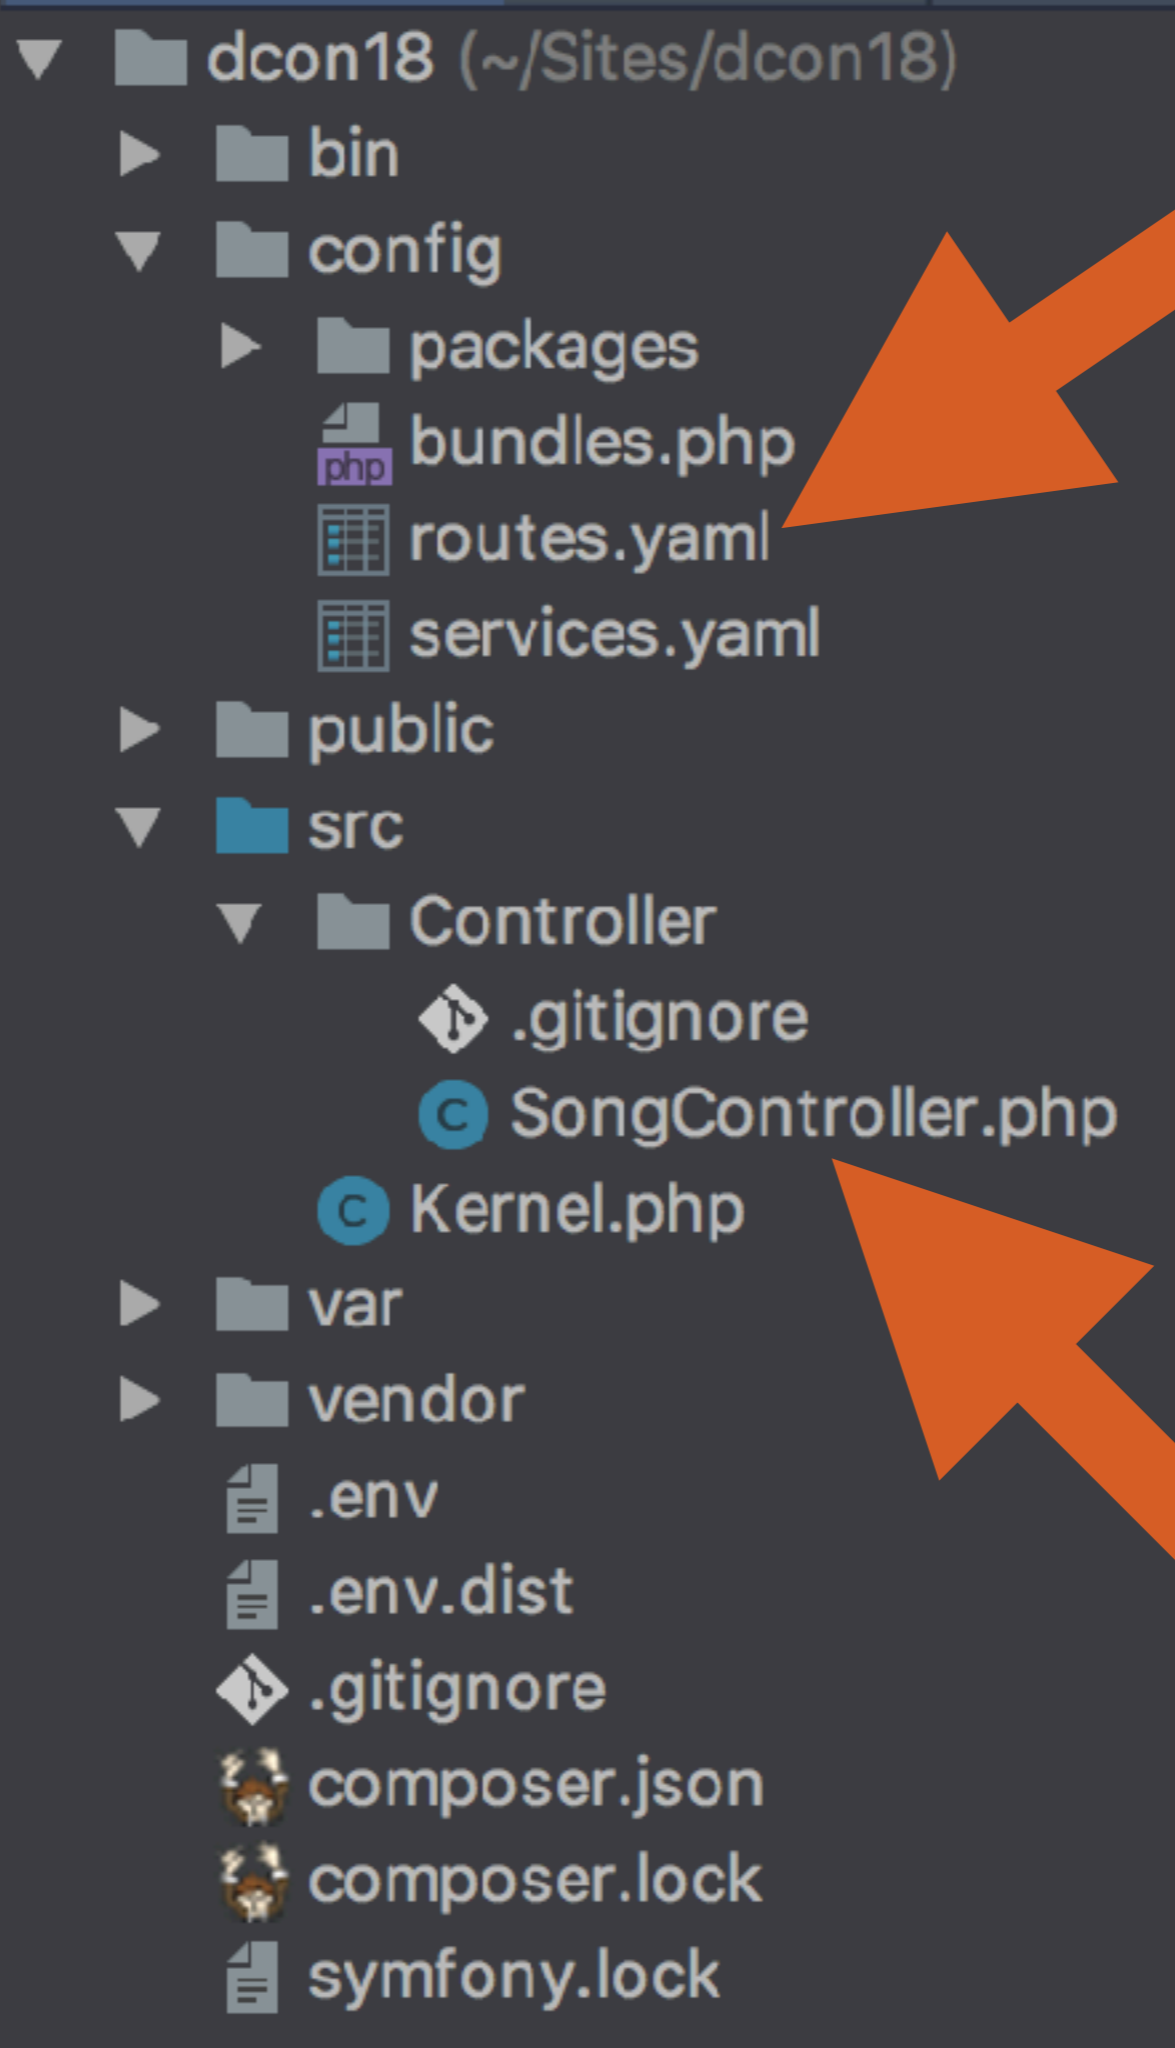 dcon18 (~/Sites/dcon18)
bin
config
packages
bundles.php
php
routes.yaml
services.yaml
public
src
Controller
.gitignore
C SongController.php
C Kernel.php
var
vendor
.env
.env.dist
.gitignore
composer.json
composer.lock
symfony.lock